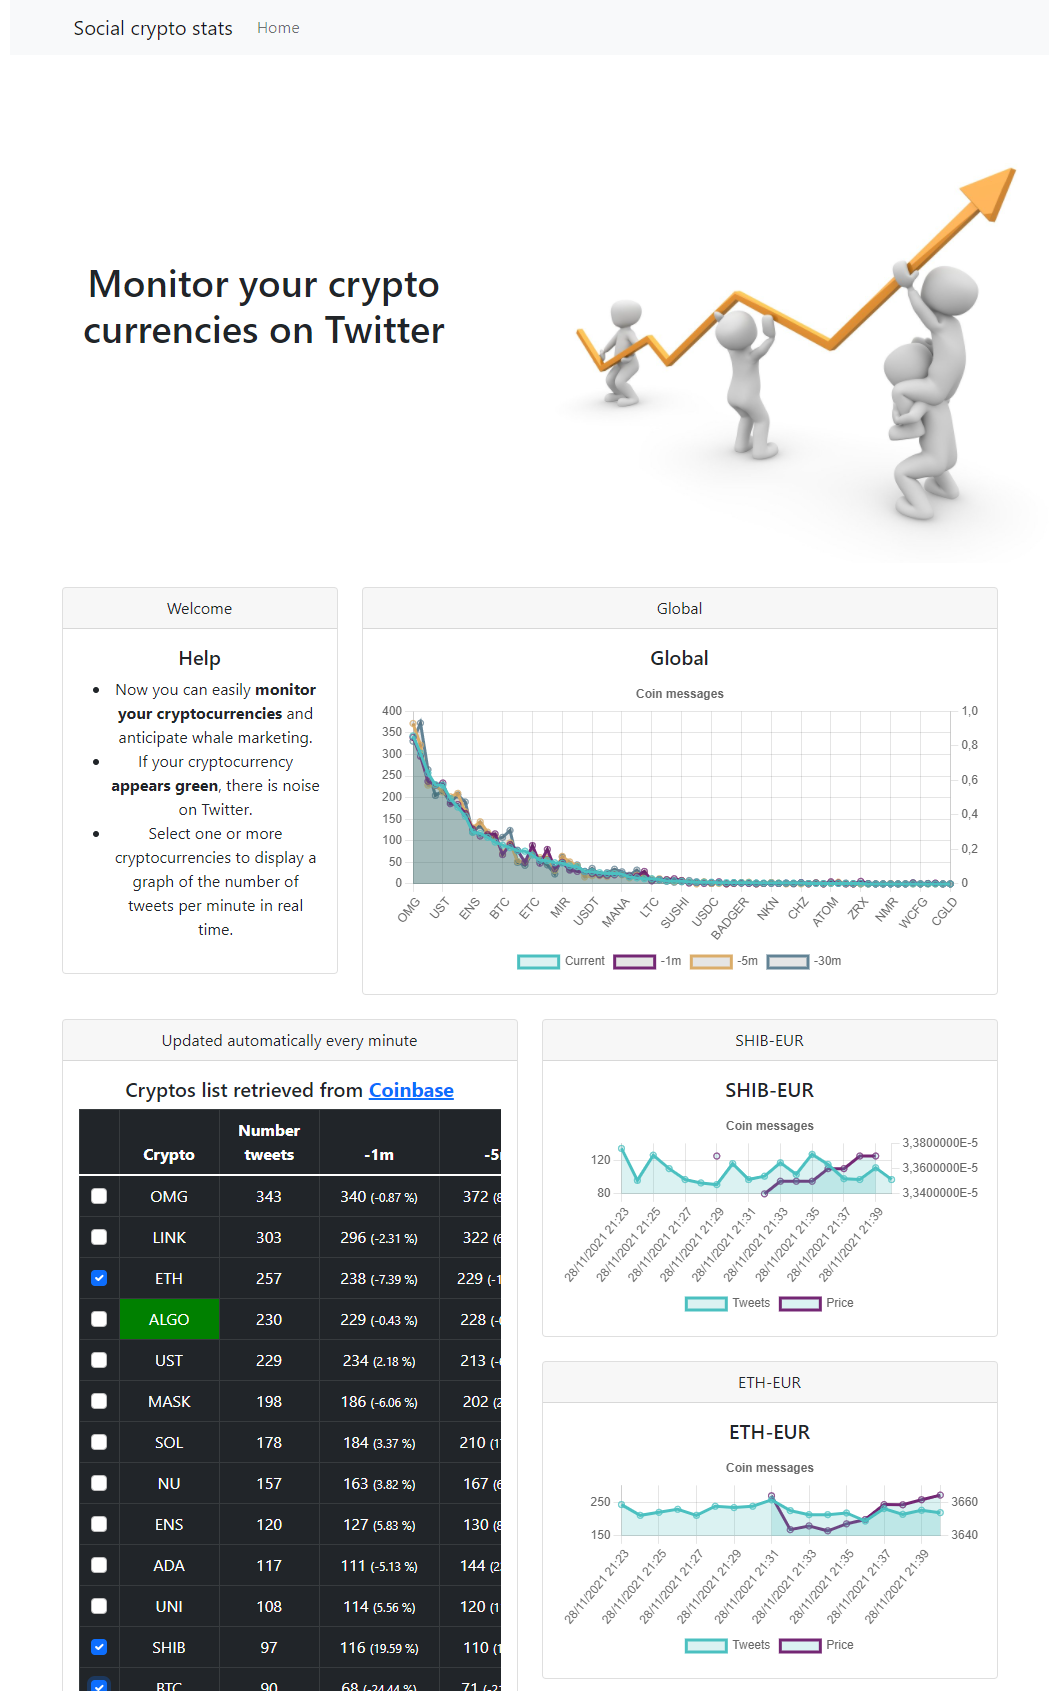 Social crypto stats Home
Monitor your crypto
currencies on Twitter
Welcome
Help
Now you can easily monitor
your cryptocurrencies and
anticipate whale marketing.
If your cryptocurrency
appears green, there is noise
on Twitter.
Select one or more
cryptocurrencies to display a
graph of the number of
tweets per minute in real
time.
Global
Global
Coin messages
400 1,0
350
300 0,8
250 0,6
200
150 0,4
100 0,2
50
0 0
OMG UST ENS BTC ETC MIR USDT MANA LTC SUSHI USDC BADGER NKN CHZ ATOM ZRX NMR WCFG CGLD
Current -1m -5m -30m
Updated automatically every minute
Cryptos list retrieved from Coinbase
Crypto Number
tweets -1m
OMG 343 340 (-0.87 %) 372
LINK 303 296 (-2.31 %) 322
ETH 257 238 (-7.39 %) 229
ALGO 230 229 (-0.43 %) 228
UST 229 234 (2.18 %) 213
MASK 198 186 (-6.06 %) 202
SOL 178 184 (3.37 %) 210
NU 157 163 (3.82 %) 167
ENS 120 127 (5.83 %) 130
ADA 117 111 (-5.13 %) 144
UNI 108 114 (5.56 %) 120
SHIB 97 116 (19.59 %) 110
BTC 90 68 (-24.44 %) 71
SHIB-EUR
SHIB-EUR
Coin messages
3,3800000E-5
120 3,3600000E-5
80 3,3400000E-5
28/11/2021 21:23 28/11/2021 21:25 28/11/2021 21:27 28/11/2021 21:29 28/11/2021 21:31 28/11/2021 21:33 28/11/2021 21:35 28/11/2021 21:37 28/11/2021 21:39
Tweets Price
ETH-EUR
ETH-EUR
Coin messages
250 3660
150 3640
28/11/2021 21:23 28/11/2021 21:25 28/11/2021 21:27 28/11/2021 21:29 28/11/2021 21:31 28/11/2021 21:33 28/11/2021 21:35 28/11/2021 21:37 28/11/2021 21:39
Tweets Price